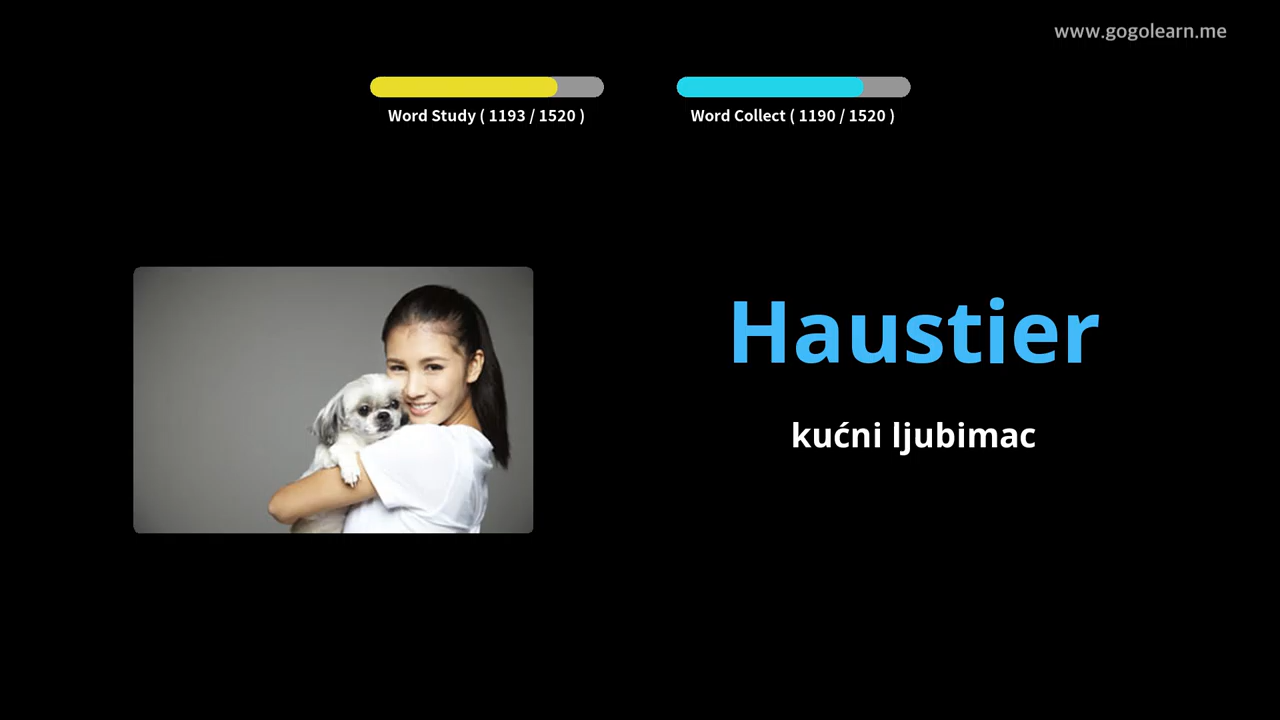 www.gogolearn.me
Word Study ( 1193 / 1520 )
Word Collect ( 1190 / 1520 )
Haustier
kućni ljubimac